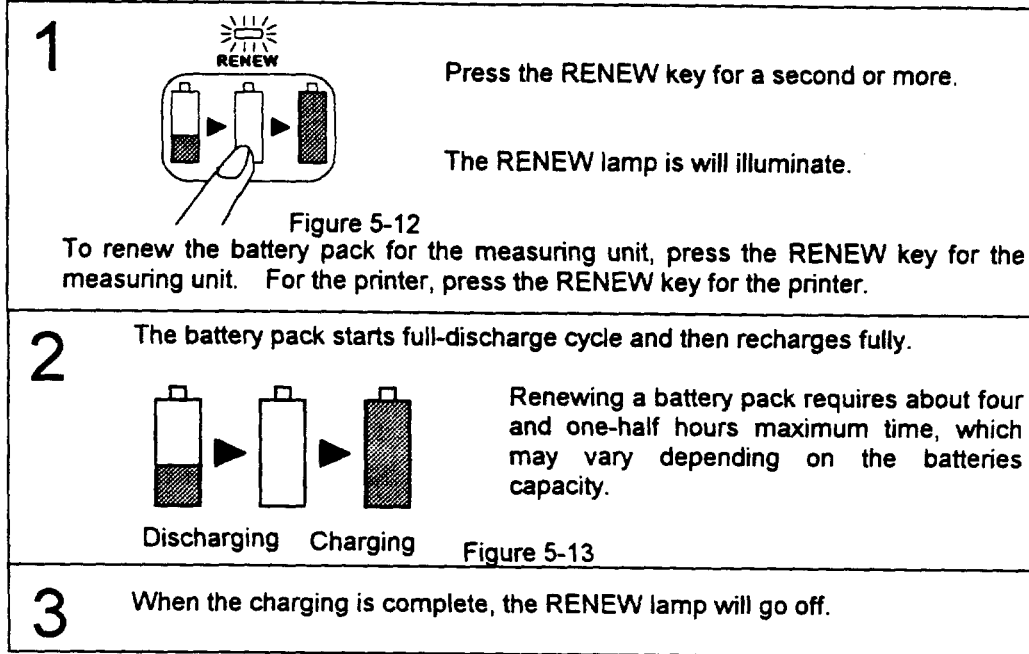 1
RENEW
Press the RENEW key for a second or more.
The RENEW lamp is will illuminate.
Figure 5-12
To renew the battery pack for the measuring unit, press the RENEW key for the
measuring unit. For the printer, press the RENEW key for the printer.
2
The battery pack starts full-discharge cycle and then recharges fully.
Renewing a battery pack requires about four
and one-half hours maximum time, which
may vary depending on the batteries
capacity.
Discharging Charging
Figure 5-13
3
When the charging is complete, the RENEW lamp will go off.